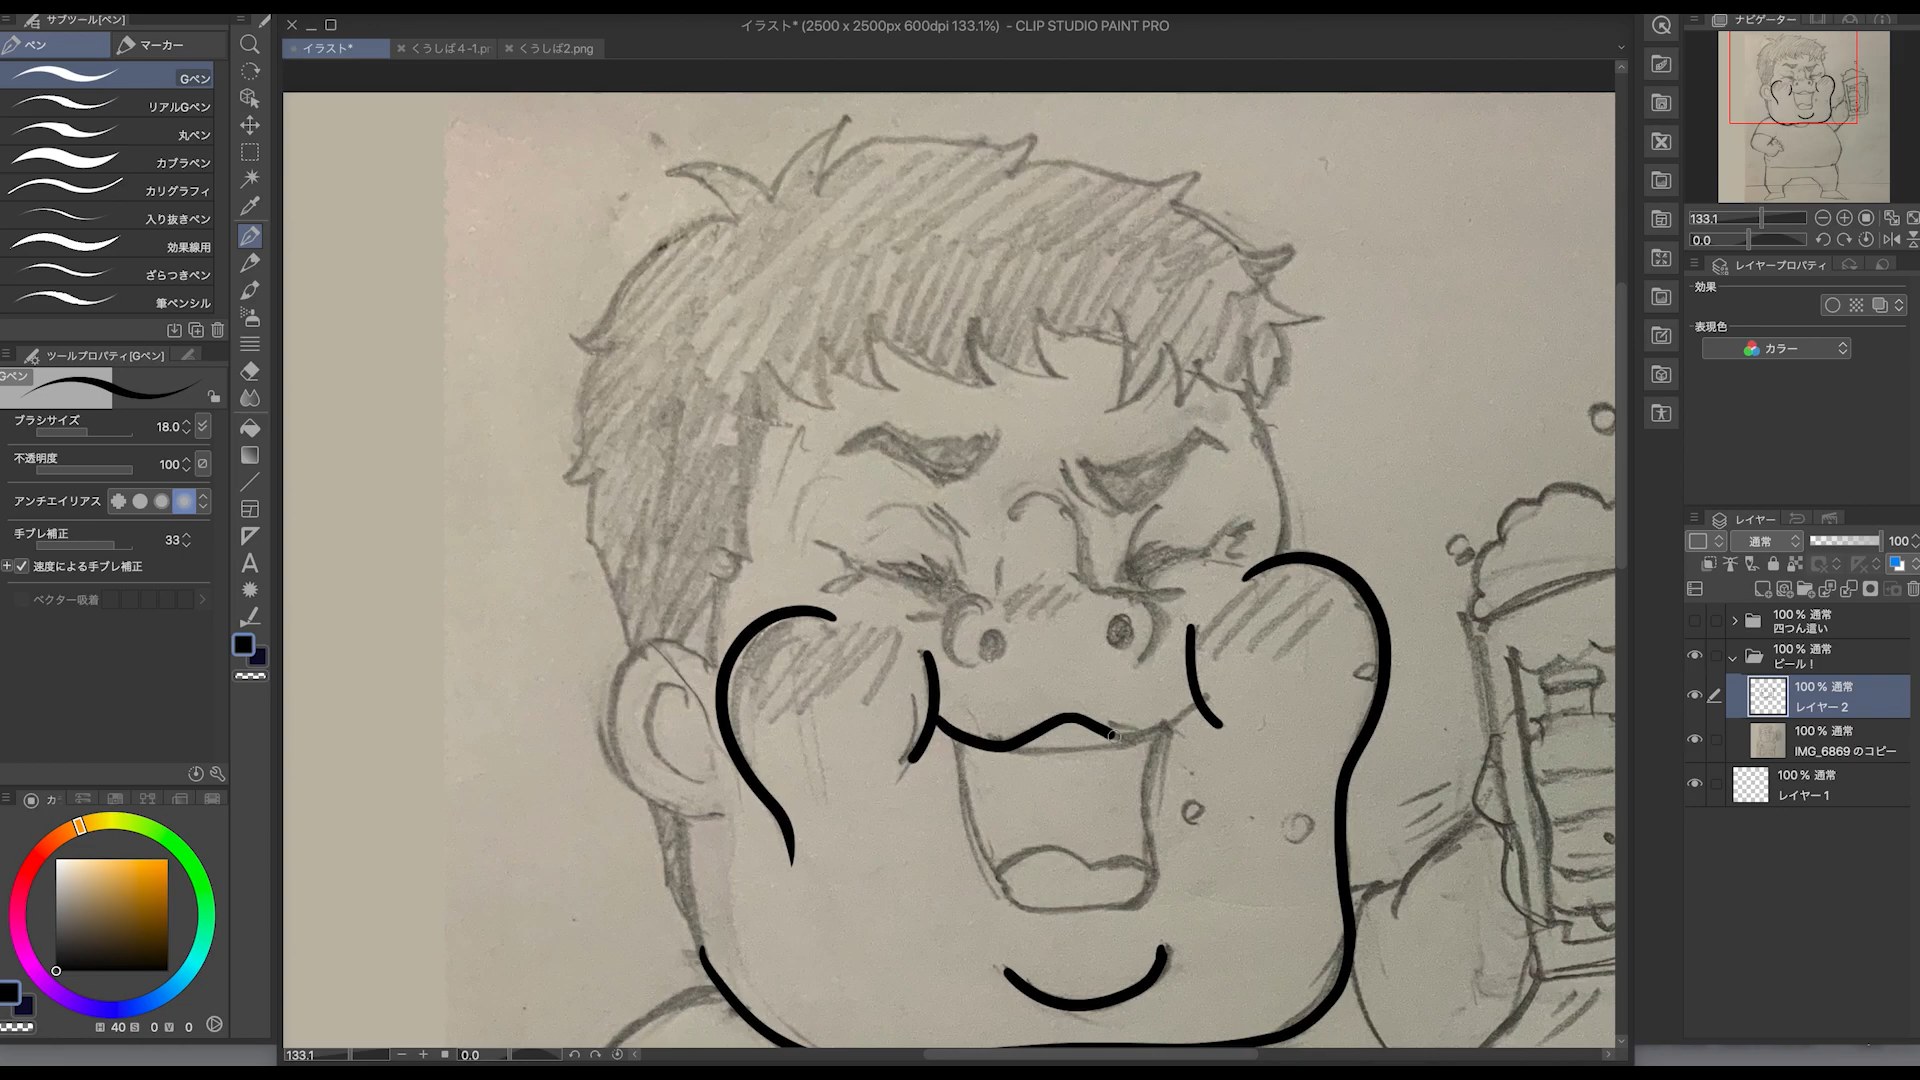 サブツール[ペン]
ペン
マーカー
Gペン
リアルGペン
丸ペン
カブラペン
カリグラフィ
入り抜きペン
効果線用
ざらつきペン
筆ペンシル
ツールプロパティ[Gペン]
Gペン
ブラシサイズ
18.0
不透明度
100
アンチエイリアス
手ブレ補正
33
速度による手ブレ補正
ベクター吸着
カ
H 40 S 0 V 0
イラスト* (2500 x 2500px 600dpi 133.1%) - CLIP STUDIO PAINT PRO
イラスト*
くうしば4-1.pr
くうしば2.png
133.1
0.0
ナビゲーター
133.1
0.0
レイヤープロパティ
効果
表現色
カラー
レイヤー
通常
100
100 % 通常
四つん這い
100 % 通常
ビール！
100 % 通常
レイヤー 2
100 % 通常
IMG_6869 のコピー
100 % 通常
レイヤー 1